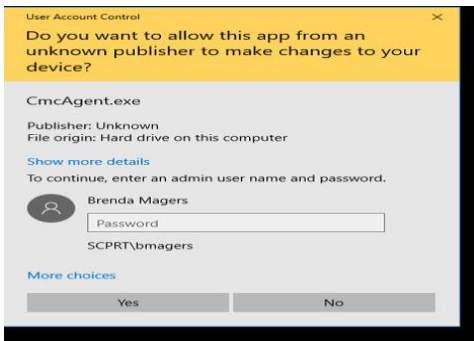 User Account Control
Do you want to allow this app from an
unknown publisher to make changes to your
device?
CmcAgent.exe
Publisher: Unknown
File origin: Hard drive on this computer
Show more details
To continue, enter an admin user name and password.
Brenda Magers
Password
SCPRT\bmagers
More choices
Yes
No